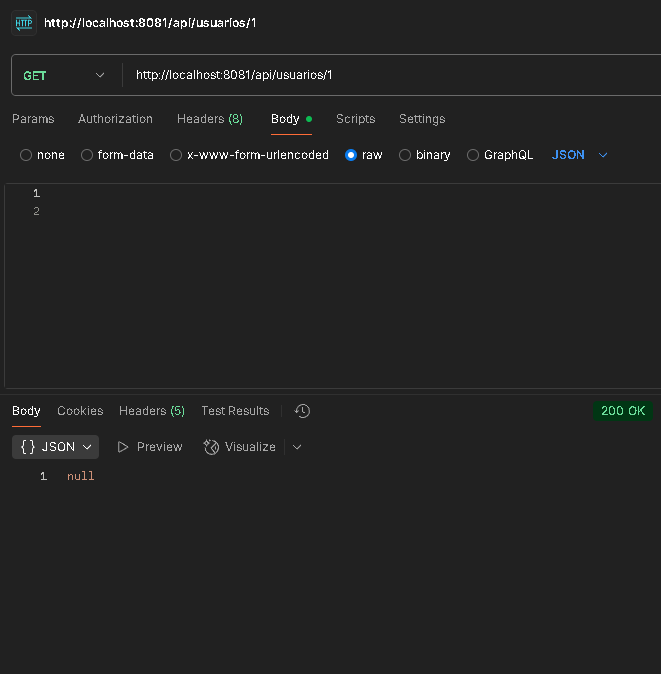 HTTP http://localhost:8081/api/usuarios/1
GET http://localhost:8081/api/usuarios/1
Params Authorization Headers (8) Body Scripts Settings
none form-data x-www-form-urlencoded raw binary GraphQL JSON
1
2
Body Cookies Headers (5) Test Results 200 OK
{} JSON Preview Visualize
1 null